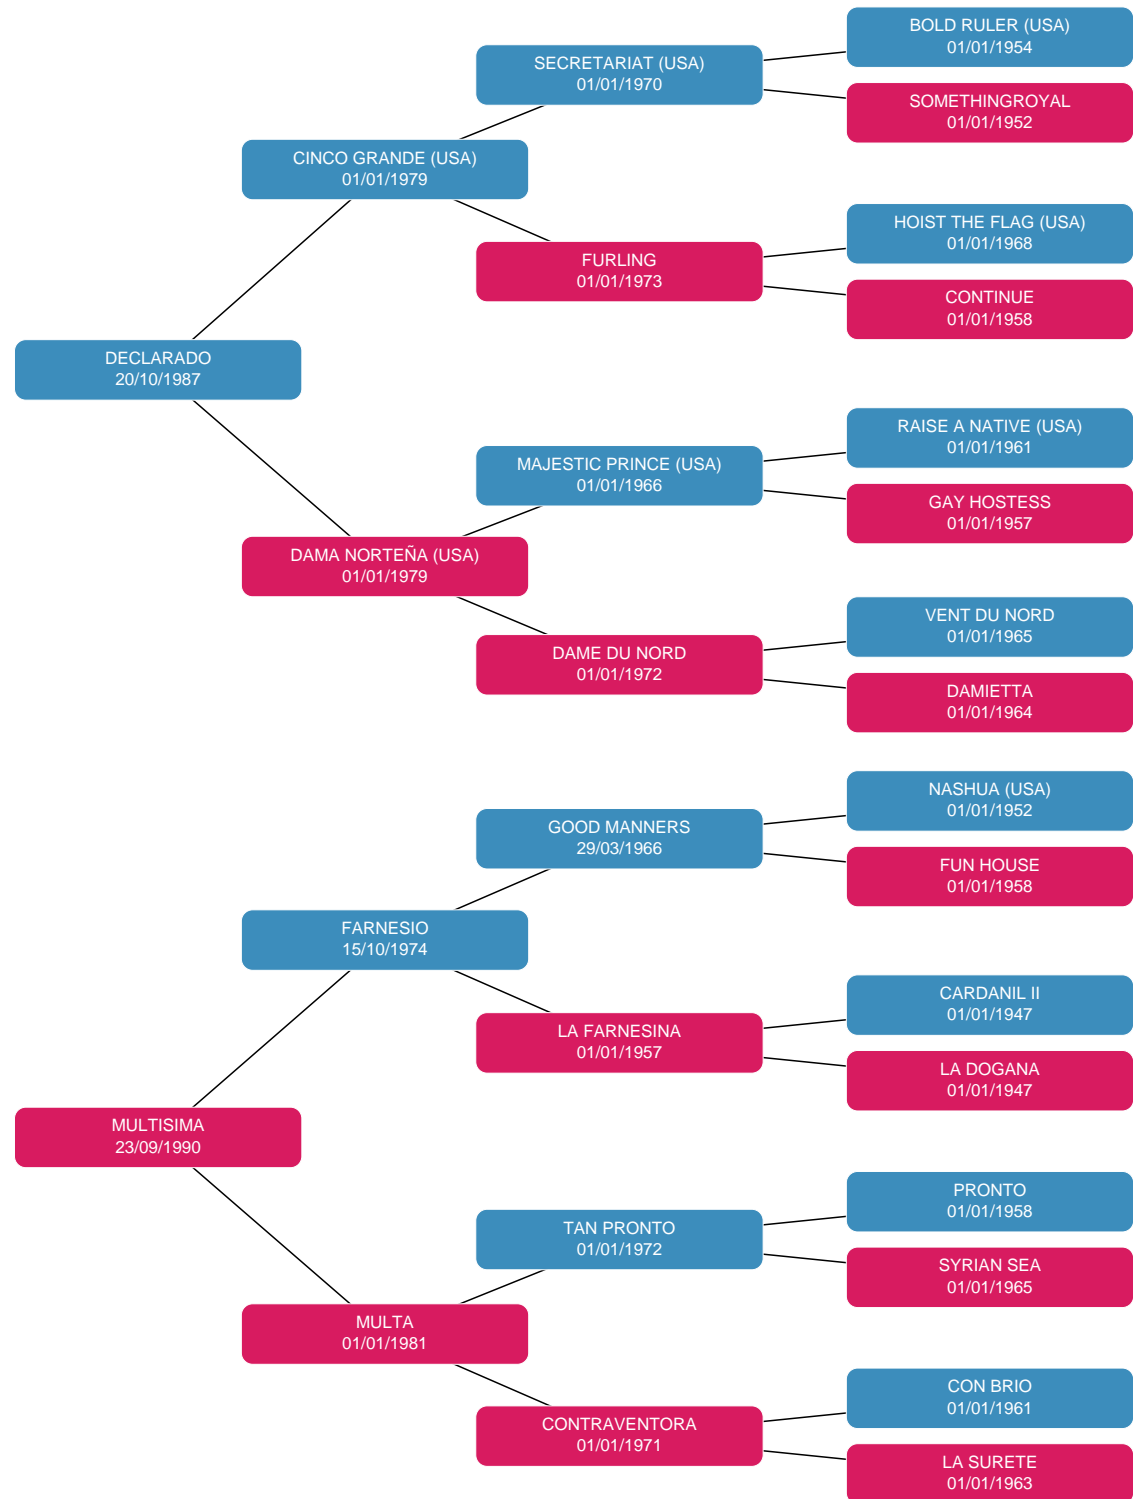 BOLD RULER (USA)
01/01/1954
SECRETARIAT (USA)
01/01/1970
SOMETHINGROYAL
01/01/1952
CINCO GRANDE (USA)
01/01/1979
HOIST THE FLAG (USA)
01/01/1968
FURLING
01/01/1973
CONTINUE
01/01/1958
DECLARADO
20/10/1987
RAISE A NATIVE (USA)
01/01/1961
MAJESTIC PRINCE (USA)
01/01/1966
GAY HOSTESS
01/01/1957
DAMA NORTEÑA (USA)
01/01/1979
VENT DU NORD
01/01/1965
DAME DU NORD
01/01/1972
DAMIETTA
01/01/1964
NASHUA (USA)
01/01/1952
GOOD MANNERS
29/03/1966
FUN HOUSE
01/01/1958
FARNESIO
15/10/1974
CARDANIL II
01/01/1947
LA FARNESINA
01/01/1957
LA DOGANA
01/01/1947
MULTISIMA
23/09/1990
PRONTO
01/01/1958
TAN PRONTO
01/01/1972
SYRIAN SEA
01/01/1965
MULTA
01/01/1981
CON BRIO
01/01/1961
CONTRAVENTORA
01/01/1971
LA SURETE
01/01/1963